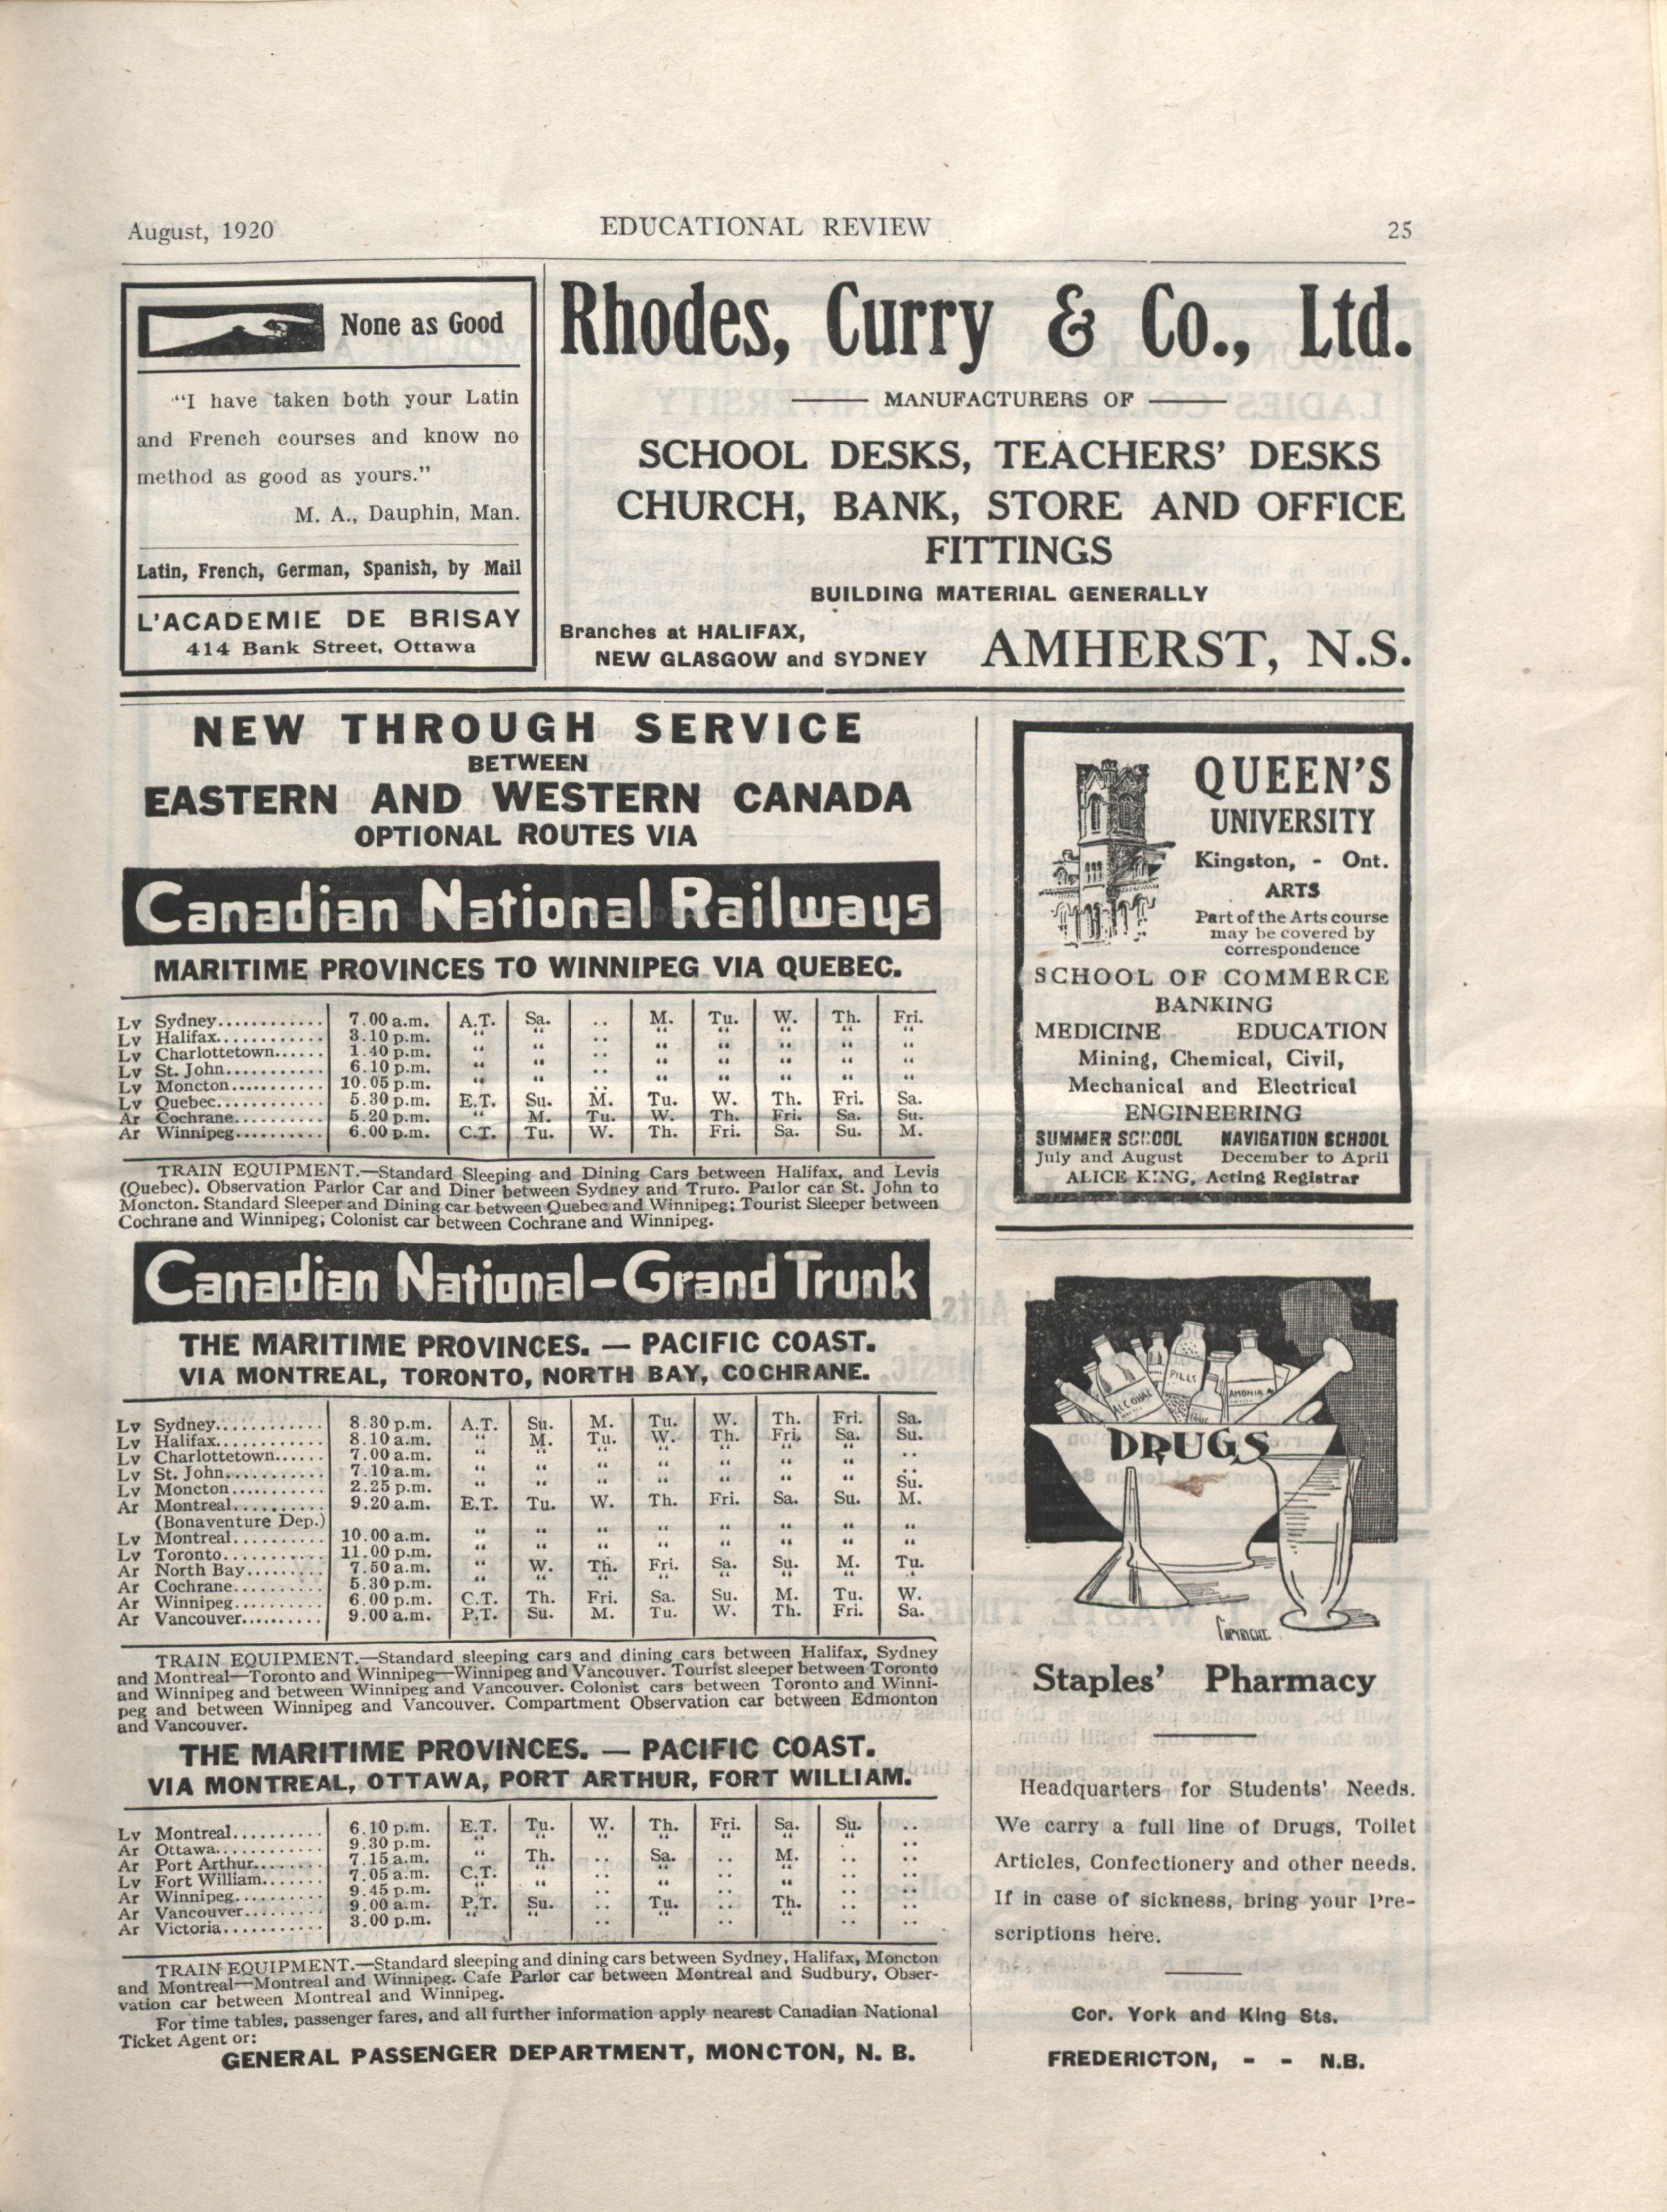 August, 1920 EDUCATIONAL REVIEW 25
None as Good
"I have taken both your Latin
and French courses and know no
method as good as yours."
M. A., Dauphin, Man.
Latin, French, German, Spanish, by Mail
L'ACADEMIE DE BRISAY
414 Bank Street, Ottawa
Rhodes, Curry & Co., Ltd.
MANUFACTURERS OF
SCHOOL DESKS, TEACHERS' DESKS
CHURCH, BANK, STORE AND OFFICE
FITTINGS
BUILDING MATERIAL GENERALLY
Branches at HALIFAX,
NEW GLASGOW and SYDNEY
AMHERST, N.S.
NEW THROUGH SERVICE
BETWEEN
EASTERN AND WESTERN CANADA
OPTIONAL ROUTES VIA
Canadian National Railways
MARITIME PROVINCES TO WINNIPEG VIA QUEBEC.
Lv Sydney............ 7.00 a.m. A.T. Sa. .. M. Tu. W. Th. Fri.
Lv Halifax............ 3.10 p.m. " " .. " " " " "
Lv Charlottetown...... 1.40 p.m. " " .. " " " " "
Lv St. John........... 6.10 p.m. " " .. " " " " "
Lv Moncton........... 10.05 p.m. " " .. " " " " "
Lv Quebec............ 5.30 p.m. E.T. Su. M. Tu. W. Th. Fri. Sa.
Ar Cochrane.......... 5.20 p.m. " M. Tu. W. Th. Fri. Sa. Su.
Ar Winnipeg.......... 6.00 p.m. C.T. Tu. W. Th. Fri. Sa. Su. M.
TRAIN EQUIPMENT.—Standard Sleeping and Dining Cars between Halifax, and Levis
(Quebec). Observation Parlor Car and Diner between Sydney and Truro. Parlor car St. John to
Moncton. Standard Sleeper and Dining car between Quebec and Winnipeg; Tourist Sleeper between
Cochrane and Winnipeg; Colonist car between Cochrane and Winnipeg.
Canadian National-Grand Trunk
THE MARITIME PROVINCES. — PACIFIC COAST.
VIA MONTREAL, TORONTO, NORTH BAY, COCHRANE.
Lv Sydney............ 8.30 p.m. A.T. Su. M. Tu. W. Th. Fri. Sa.
Lv Halifax............ 8.10 a.m. " M. Tu. W. Th. Fri. Sa. Su.
Lv Charlottetown...... 7.00 a.m. " " " " " " " ..
Lv St. John........... 7.10 a.m. " " " " " " " ..
Lv Moncton........... 2.25 p.m. " " " " " " " Su.
Ar Montreal.......... 9.20 a.m. E.T. Tu. W. Th. Fri. Sa. Su. M.
(Bonaventure Dep.)
Lv Montreal.......... 10.00 a.m. " " " " " " " "
Lv Toronto........... 11.00 p.m. " " " " " " " "
Ar North Bay......... 7.50 a.m. " W. Th. Fri. Sa. Su. M. Tu.
Ar Cochrane.......... 5.30 p.m. " " " " " " " "
Ar Winnipeg.......... 6.00 p.m. C.T. Th. Fri. Sa. Su. M. Tu. W.
Ar Vancouver.......... 9.00 a.m. P.T. Su. M. Tu. W. Th. Fri. Sa.
TRAIN EQUIPMENT.—Standard sleeping cars and dining cars between Halifax, Sydney
and Montreal—Toronto and Winnipeg—Winnipeg and Vancouver. Tourist sleeper between Toronto
and Winnipeg and between Winnipeg and Vancouver. Colonist cars between Toronto and Winni-
peg and between Winnipeg and Vancouver. Compartment Observation car between Edmonton
and Vancouver.
THE MARITIME PROVINCES. — PACIFIC COAST.
VIA MONTREAL, OTTAWA, PORT ARTHUR, FORT WILLIAM.
Lv Montreal.......... 6.10 p.m. E.T. Tu. W. Th. Fri. Sa. Su. ..
Ar Ottawa............ 9.30 p.m. " " " " " " " ..
Ar Port Arthur........ 7.15 a.m. " Th. .. Sa. .. M. .. ..
Lv Fort William....... 7.05 a.m. C.T. " .. " .. " .. ..
Ar Winnipeg.......... 9.45 p.m. " " .. " .. " .. ..
Ar Vancouver......... 9.00 a.m. P.T. Su. .. Tu. .. Th. .. ..
Ar Victoria........... 3.00 p.m. " " .. " .. " .. ..
TRAIN EQUIPMENT.—Standard sleeping and dining cars between Sydney, Halifax, Moncton
and Montreal—Montreal and Winnipeg. Cafe Parlor car between Montreal and Sudbury, Obser-
vation car between Montreal and Winnipeg.
For time tables, passenger fares, and all further information apply nearest Canadian National
Ticket Agent or:
GENERAL PASSENGER DEPARTMENT, MONCTON, N. B.
QUEEN'S
UNIVERSITY
Kingston, - Ont.
ARTS
Part of the Arts course
may be covered by
correspondence
SCHOOL OF COMMERCE
BANKING
MEDICINE EDUCATION
Mining, Chemical, Civil,
Mechanical and Electrical
ENGINEERING
SUMMER SCHOOL NAVIGATION SCHOOL
July and August December to April
ALICE KING, Acting Registrar
ALCOHOL
PILLS
AMONIA
DRUGS
COPYRIGHT.
Staples' Pharmacy
Headquarters for Students' Needs.
We carry a full line of Drugs, Toilet
Articles, Confectionery and other needs.
If in case of sickness, bring your Pre-
scriptions here.
Cor. York and King Sts.
FREDERICTON, - - N.B.